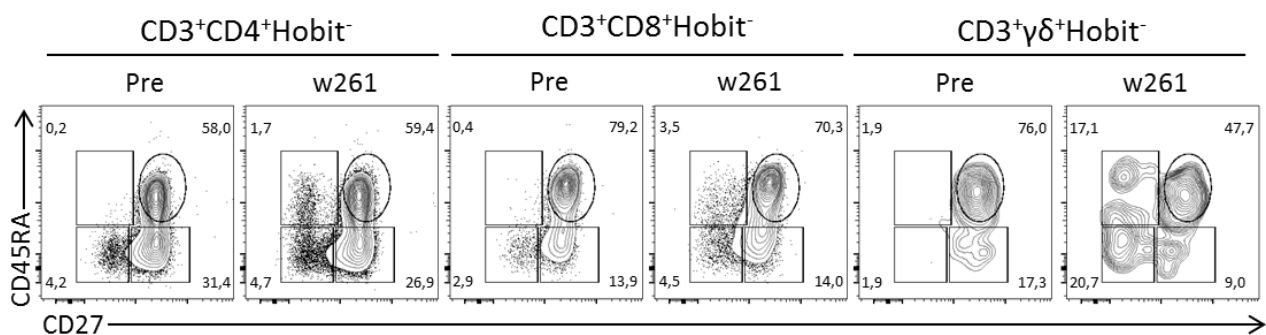 CD3⁺CD4⁺Hobit⁻ CD3⁺CD8⁺Hobit⁻ CD3⁺γδ⁺Hobit⁻
Pre w261 Pre w261 Pre w261
0,2 58,0 1,7 59,4 0,4 79,2 3,5 70,3 1,9 76,0 17,1 47,7
CD45RA
4,2 31,4 4,7 26,9 2,9 13,9 4,5 14,0 1,9 17,3 20,7 9,0
CD27